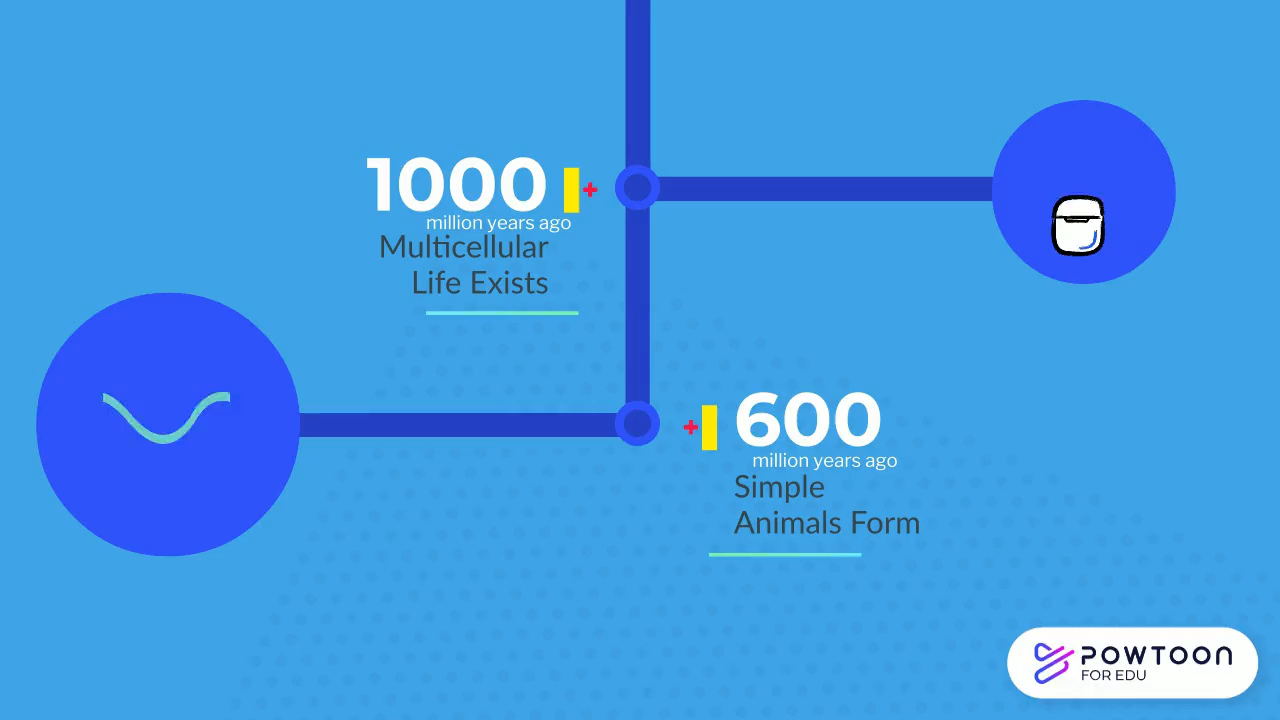 1000
million years ago
Multicellular
Life Exists
600
million years ago
Simple
Animals Form
POWTOON
FOR EDU